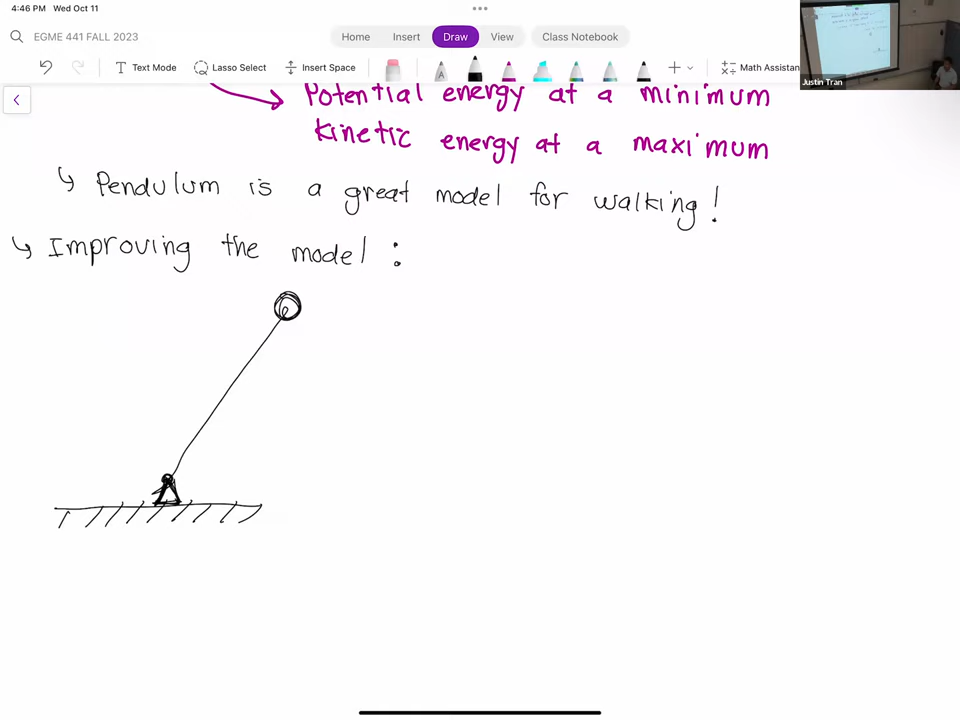 4:46 PM Wed Oct 11
EGME 441 FALL 2023
Home Insert Draw View Class Notebook
Text Mode Lasso Select Insert Space A Math Assistan
Justin Tran
Potential energy at a minimum
kinetic energy at a maximum
↳ Pendulum is a great model for walking!
↳ Improving the model: